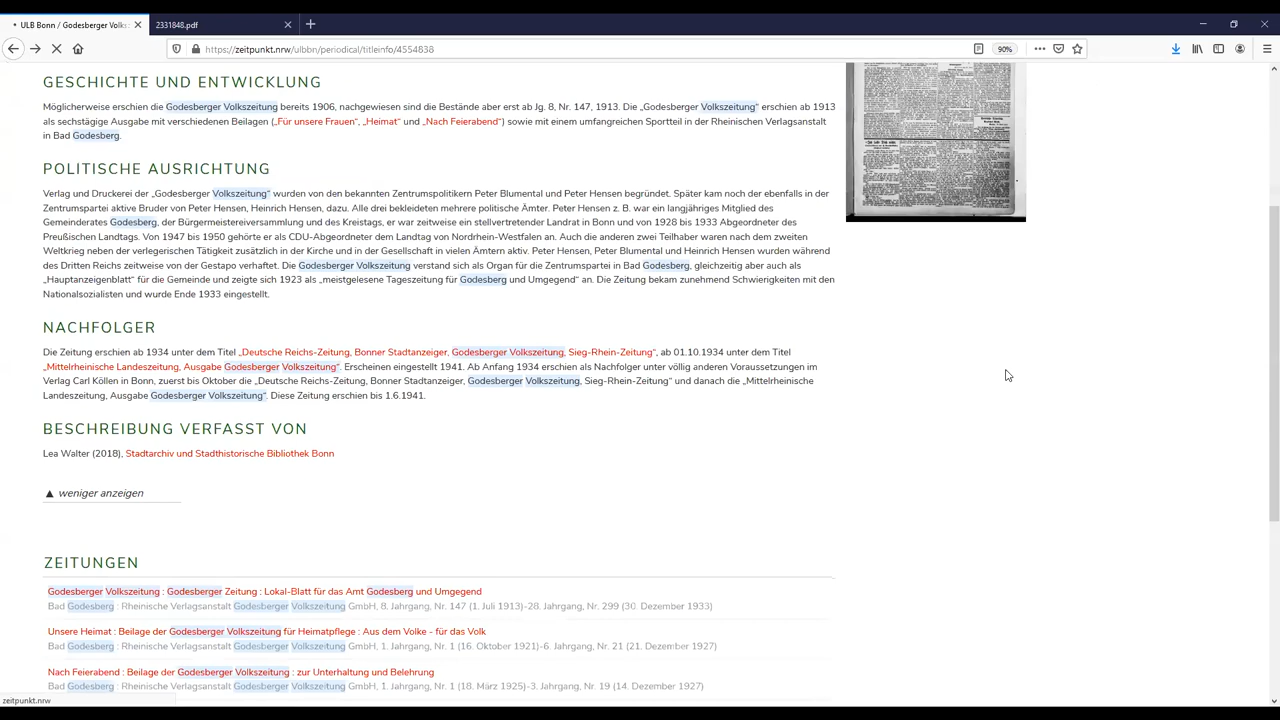 ULB Bonn / Godesberger Volks:
2331848.pdf
https://zeitpunkt.nrw/ulbbn/periodical/titleinfo/4554838
90%
GESCHICHTE UND ENTWICKLUNG
Möglicherweise erschien die Godesberger Volkszeitung bereits 1906, nachgewiesen sind die Bestände aber erst ab Jg. 8, Nr. 147, 1913. Die „Godesberger Volkszeitung“ erschien ab 1913
als sechstägige Ausgabe mit verschiedenen Beilagen („Für unsere Frauen“, „Heimat“ und „Nach Feierabend“) sowie mit einem umfangreichen Sportteil in der Rheinischen Verlagsanstalt
in Bad Godesberg.
POLITISCHE AUSRICHTUNG
Verlag und Druckerei der „Godesberger Volkszeitung“ wurden von den bekannten Zentrumspolitikern Peter Blumental und Peter Hensen begründet. Später kam noch der ebenfalls in der
Zentrumspartei aktive Bruder von Peter Hensen, Heinrich Hensen, dazu. Alle drei bekleideten mehrere politische Ämter. Peter Hensen z. B. war ein langjähriges Mitglied des
Gemeinderates Godesberg, der Bürgermeistereiversammlung und des Kreistags, er war zeitweise ein stellvertretender Landrat in Bonn und von 1928 bis 1933 Abgeordneter des
Preußischen Landtags. Von 1947 bis 1950 gehörte er als CDU-Abgeordneter dem Landtag von Nordrhein-Westfalen an. Auch die anderen zwei Teilhaber waren nach dem zweiten
Weltkrieg neben der verlegerischen Tätigkeit zusätzlich in der Kirche und in der Gesellschaft in vielen Ämtern aktiv. Peter Hensen, Peter Blumental und Heinrich Hensen wurden während
des Dritten Reichs zeitweise von der Gestapo verhaftet. Die Godesberger Volkszeitung verstand sich als Organ für die Zentrumspartei in Bad Godesberg, gleichzeitig aber auch als
„Hauptanzeigenblatt“ für die Gemeinde und zeigte sich 1923 als „meistgelesene Tageszeitung für Godesberg und Umgegend“ an. Die Zeitung bekam zunehmend Schwierigkeiten mit den
Nationalsozialisten und wurde Ende 1933 eingestellt.
NACHFOLGER
Die Zeitung erschien ab 1934 unter dem Titel „Deutsche Reichs-Zeitung, Bonner Stadtanzeiger, Godesberger Volkszeitung, Sieg-Rhein-Zeitung“, ab 01.10.1934 unter dem Titel
„Mittelrheinische Landeszeitung, Ausgabe Godesberger Volkszeitung“. Erscheinen eingestellt 1941. Ab Anfang 1934 erschien als Nachfolger unter völlig anderen Voraussetzungen im
Verlag Carl Köllen in Bonn, zuerst bis Oktober die „Deutsche Reichs-Zeitung, Bonner Stadtanzeiger, Godesberger Volkszeitung, Sieg-Rhein-Zeitung“ und danach die „Mittelrheinische
Landeszeitung, Ausgabe Godesberger Volkszeitung“. Diese Zeitung erschien bis 1.6.1941.
BESCHREIBUNG VERFASST VON
Lea Walter (2018), Stadtarchiv und Stadthistorische Bibliothek Bonn
▲ weniger anzeigen
ZEITUNGEN
Godesberger Volkszeitung : Godesberger Zeitung : Lokal-Blatt für das Amt Godesberg und Umgegend
Bad Godesberg : Rheinische Verlagsanstalt Godesberger Volkszeitung GmbH, 8. Jahrgang, Nr. 147 (1. Juli 1913)-28. Jahrgang, Nr. 299 (30. Dezember 1933)
Unsere Heimat : Beilage der Godesberger Volkszeitung für Heimatpflege : Aus dem Volke - für das Volk
Bad Godesberg : Rheinische Verlagsanstalt Godesberger Volkszeitung GmbH, 1. Jahrgang, Nr. 1 (16. Oktober 1921)-6. Jahrgang, Nr. 21 (21. Dezember 1927)
Nach Feierabend : Beilage der Godesberger Volkszeitung : zur Unterhaltung und Belehrung
Bad Godesberg : Rheinische Verlagsanstalt Godesberger Volkszeitung GmbH, 1. Jahrgang, Nr. 1 (18. März 1925)-3. Jahrgang, Nr. 19 (14. Dezember 1927)
zeitpunkt.nrw